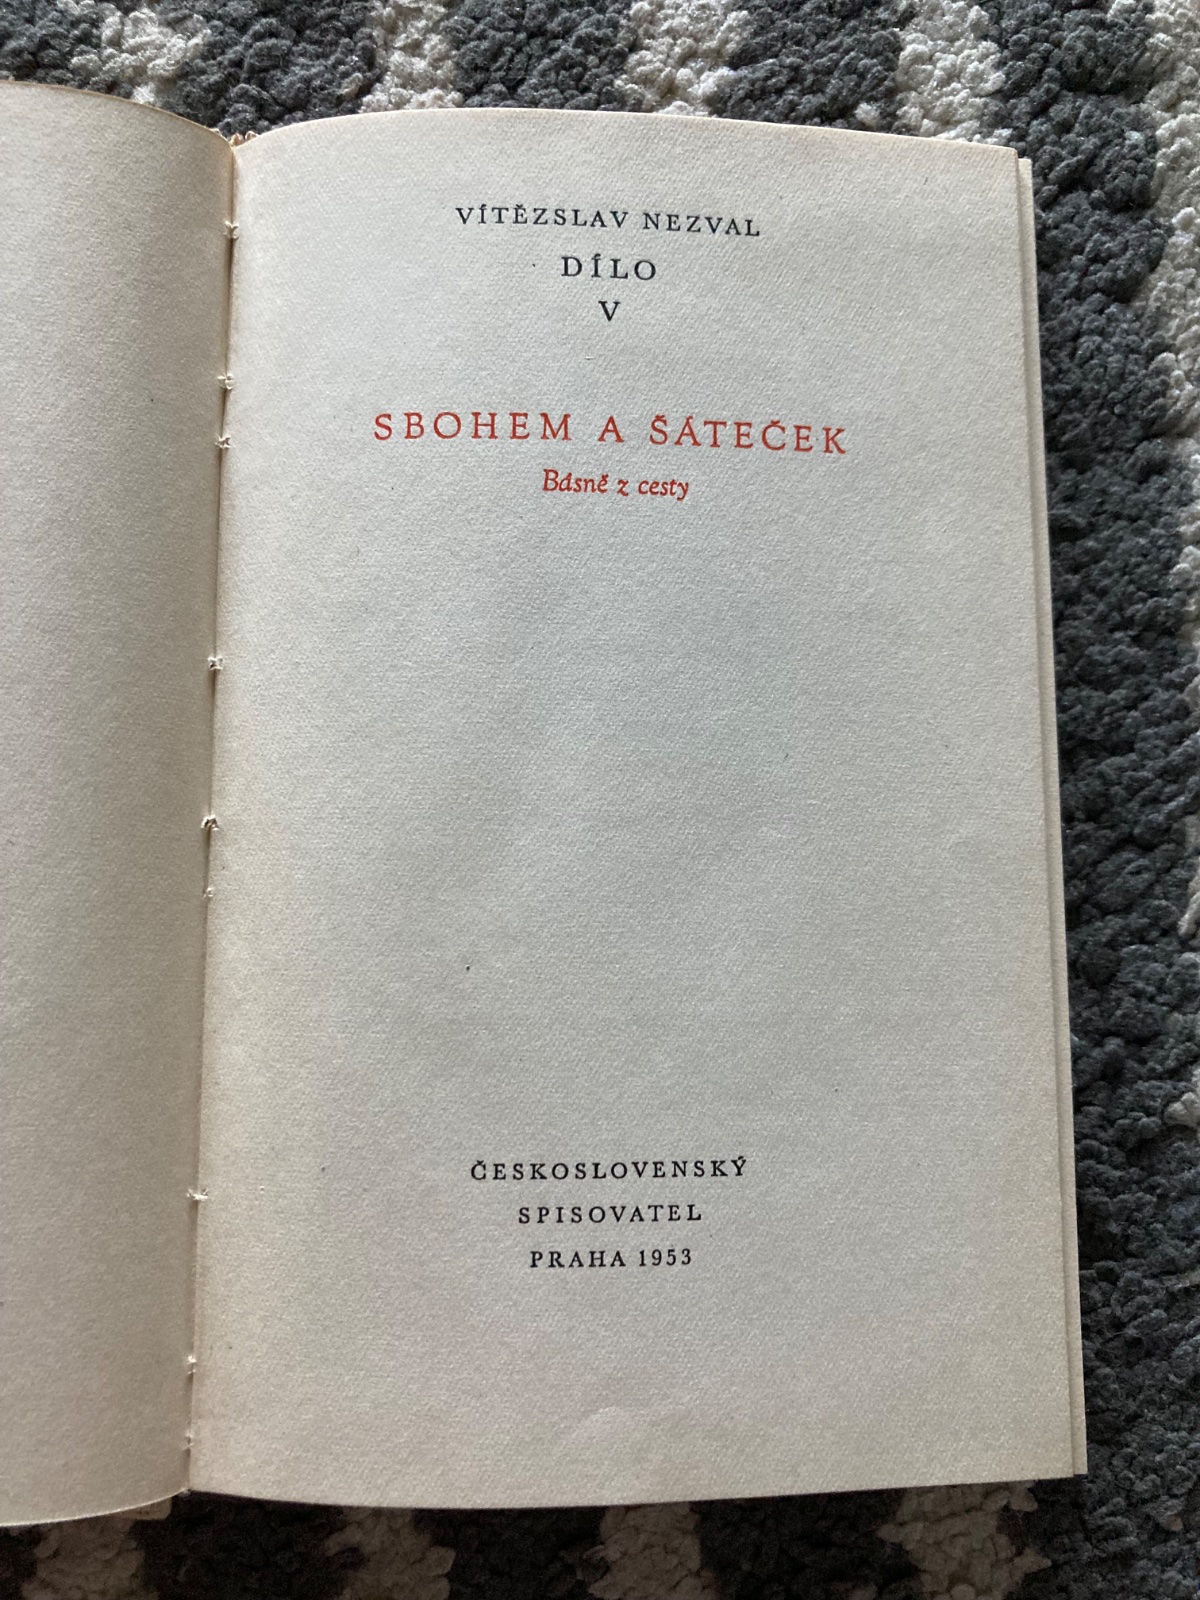 VÍTĚZSLAV NEZVAL
DÍLO
V
SBOHEM A ŠÁTEČEK
Básně z cesty
ČESKOSLOVENSKÝ
SPISOVATEL
PRAHA 1953